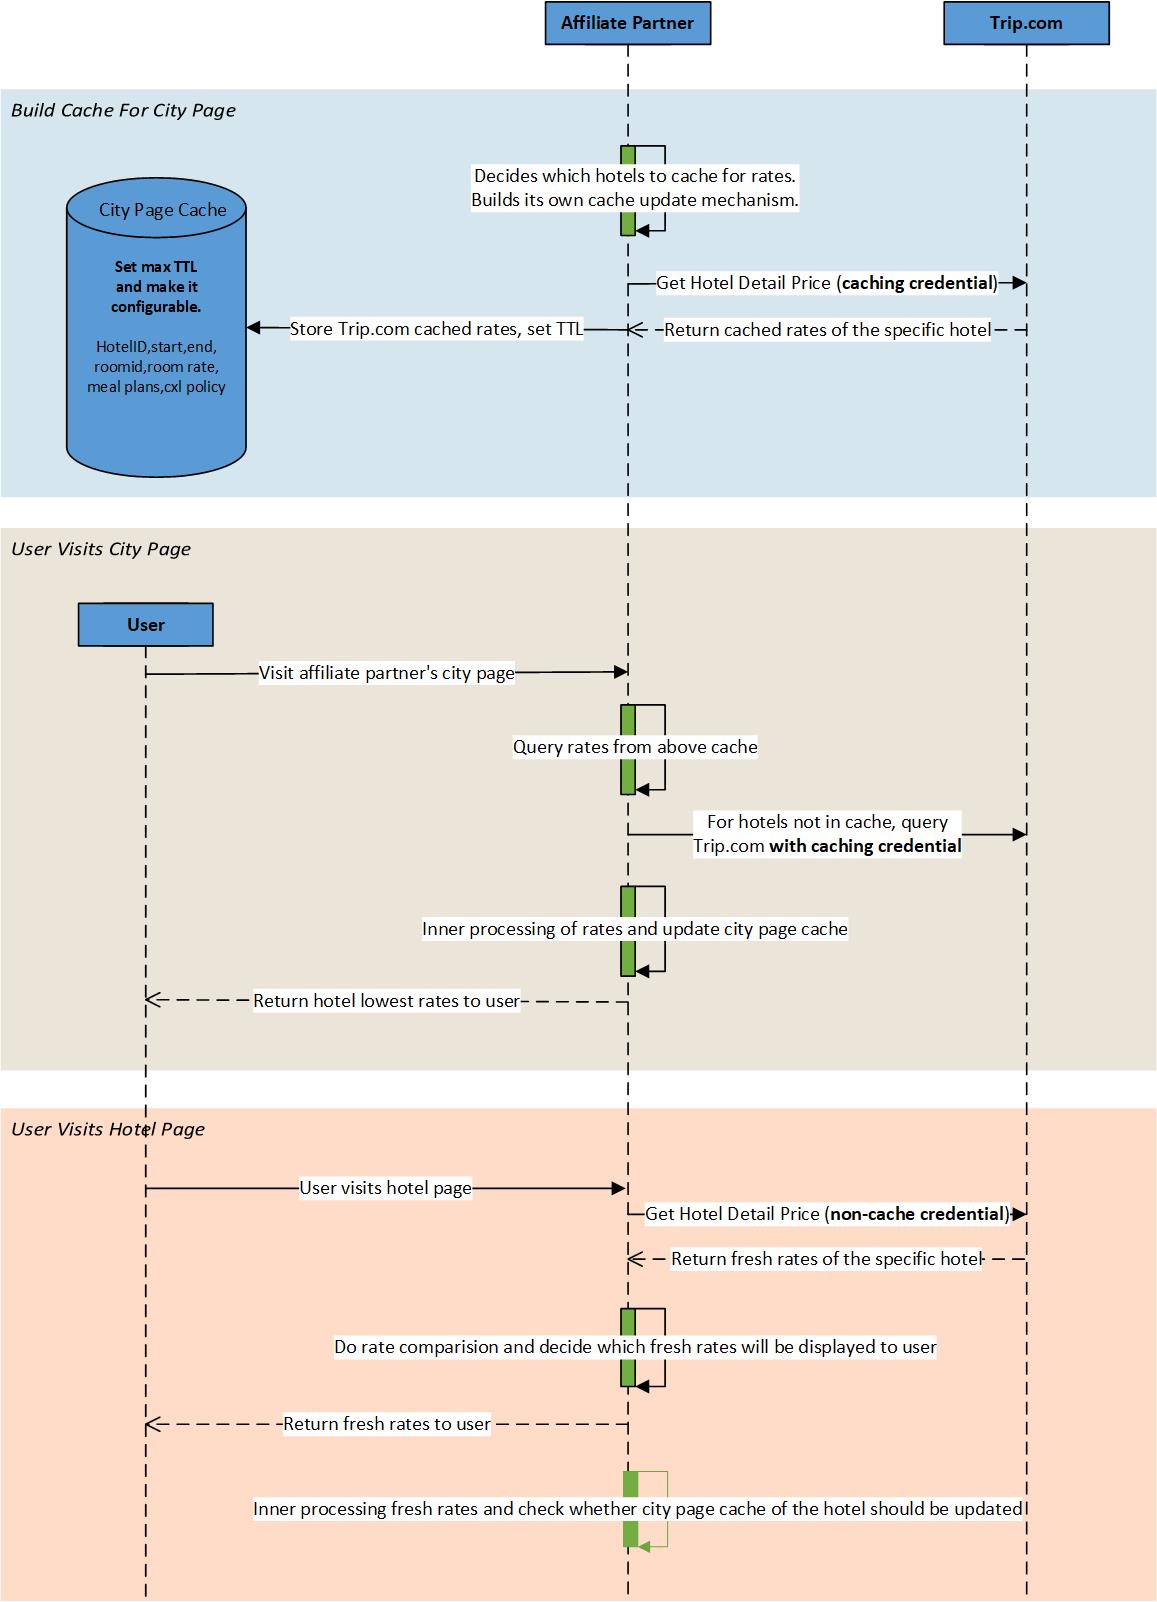 Affiliate Partner
Trip.com
Build Cache For City Page
Decides which hotels to cache for rates.
Builds its own cache update mechanism.
City Page Cache
Set max TTL
and make it
configurable.
HotelID,start,end,
roomid,room rate,
meal plans,cxl policy
Get Hotel Detail Price (caching credential)
Store Trip.com cached rates, set TTL
Return cached rates of the specific hotel
User Visits City Page
User
Visit affiliate partner's city page
Query rates from above cache
For hotels not in cache, query
Trip.com with caching credential
Inner processing of rates and update city page cache
Return hotel lowest rates to user
User Visits Hotel Page
User visits hotel page
Get Hotel Detail Price (non-cache credential)
Return fresh rates of the specific hotel
Do rate comparision and decide which fresh rates will be displayed to user
Return fresh rates to user
Inner processing fresh rates and check whether city page cache of the hotel should be updated